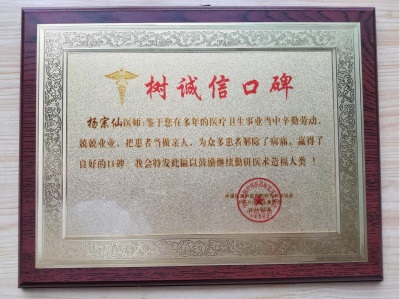 树诚信口碑
杨宗仙医师:鉴于您在多年的医疗卫生事业当中辛勤劳动,
兢兢业业,把患者当做亲人,为众多患者解除了病痛,赢得了
良好的口碑。我会特发此匾以鼓励继续勤研医术造福人类!